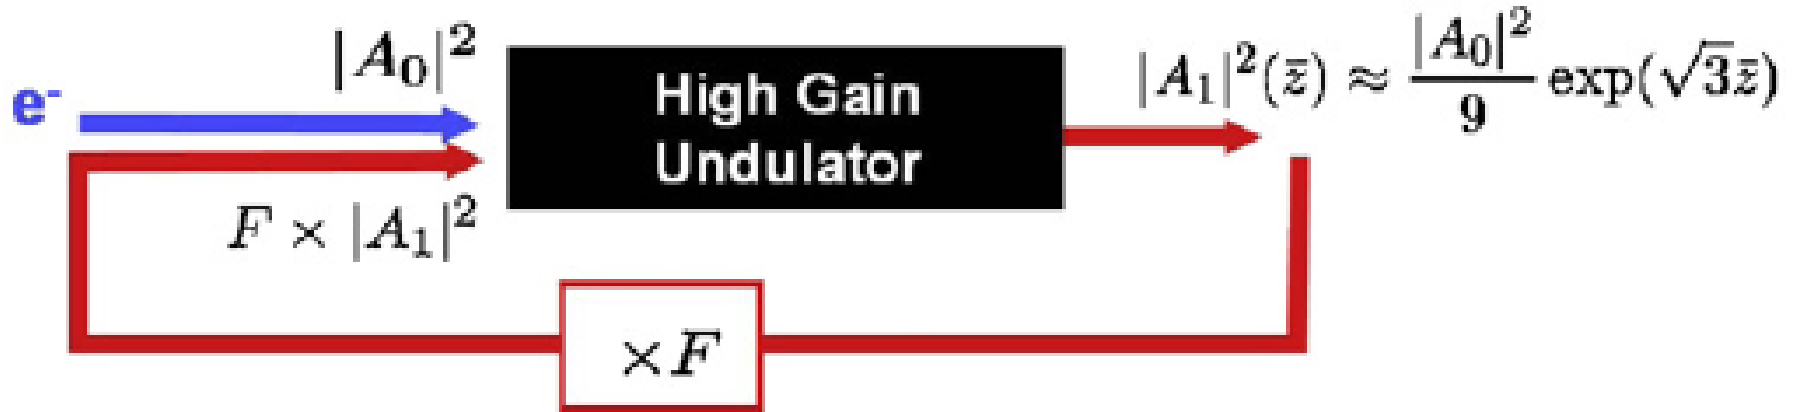 |A₀|²
e⁻
High Gain
Undulator
|A₁|²(z̄) ≈ |A₀|²/9 exp(√3z̄)
F × |A₁|²
×F